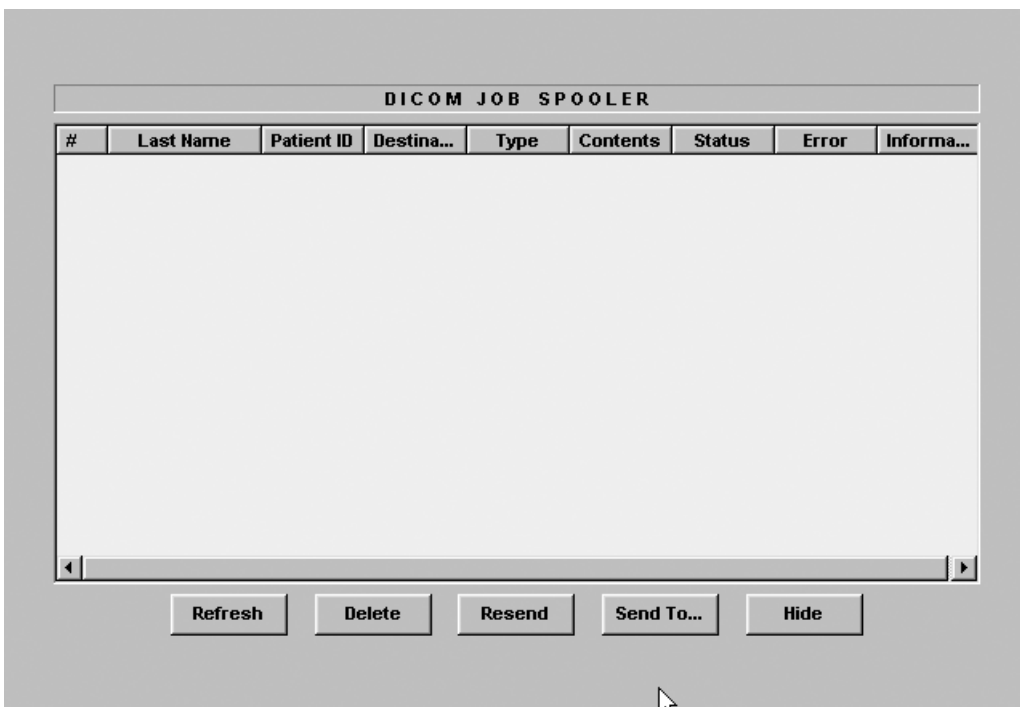 DICOM JOB SPOOLER
# Last Name Patient ID Destina... Type Contents Status Error Informa...
Refresh Delete Resend Send To... Hide